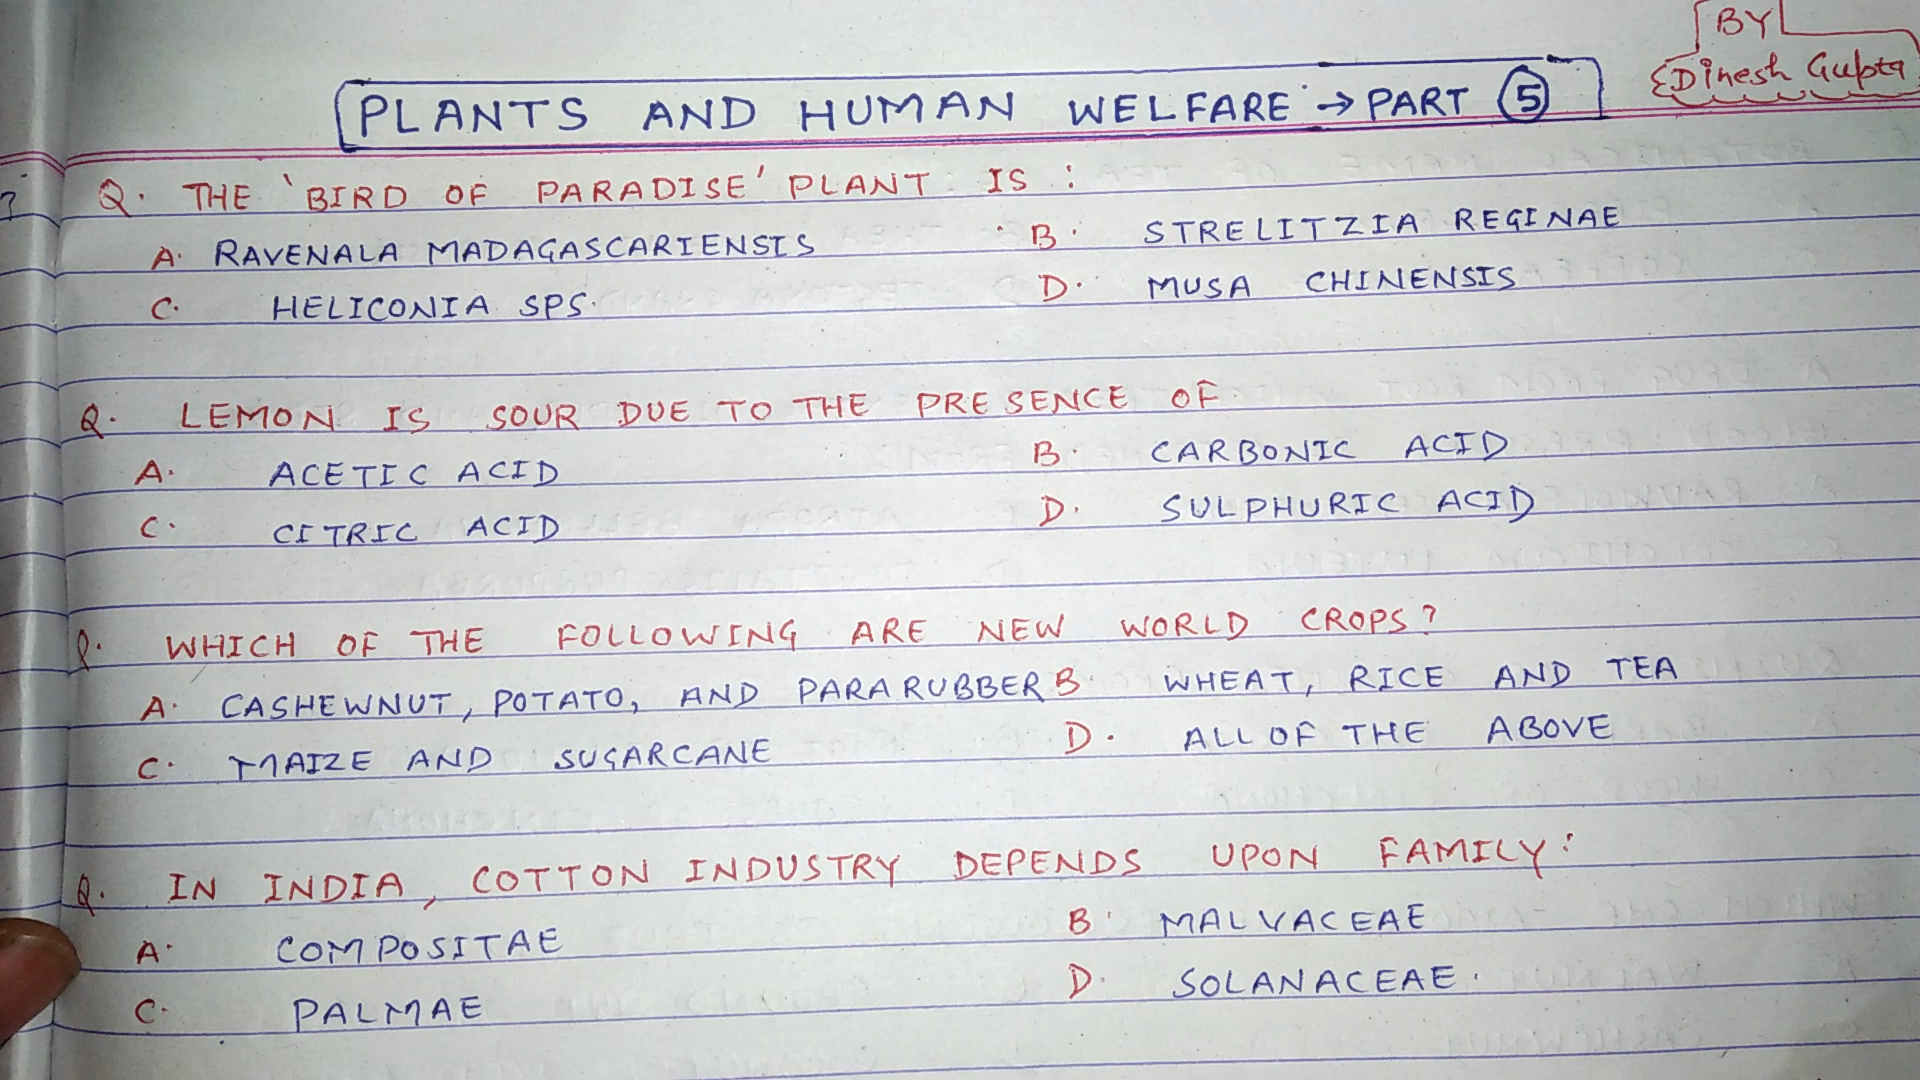 BY
Dinesh Gupta
PLANTS AND HUMAN WELFARE → PART 5
Q. THE 'BIRD OF PARADISE' PLANT IS :
A. RAVENALA MADAGASCARIENSIS B. STRELITZIA REGINAE
C. HELICONIA SPS. D. MUSA CHINENSIS
Q. LEMON IS SOUR DUE TO THE PRESENCE OF
A. ACETIC ACID B. CARBONIC ACID
C. CITRIC ACID D. SULPHURIC ACID
Q. WHICH OF THE FOLLOWING ARE NEW WORLD CROPS?
A. CASHEWNUT, POTATO, AND PARARUBBER B. WHEAT, RICE AND TEA
C. MAIZE AND SUGARCANE D. ALL OF THE ABOVE
Q. IN INDIA, COTTON INDUSTRY DEPENDS UPON FAMILY:
A. COMPOSITAE B. MALVACEAE
C. PALMAE D. SOLANACEAE.